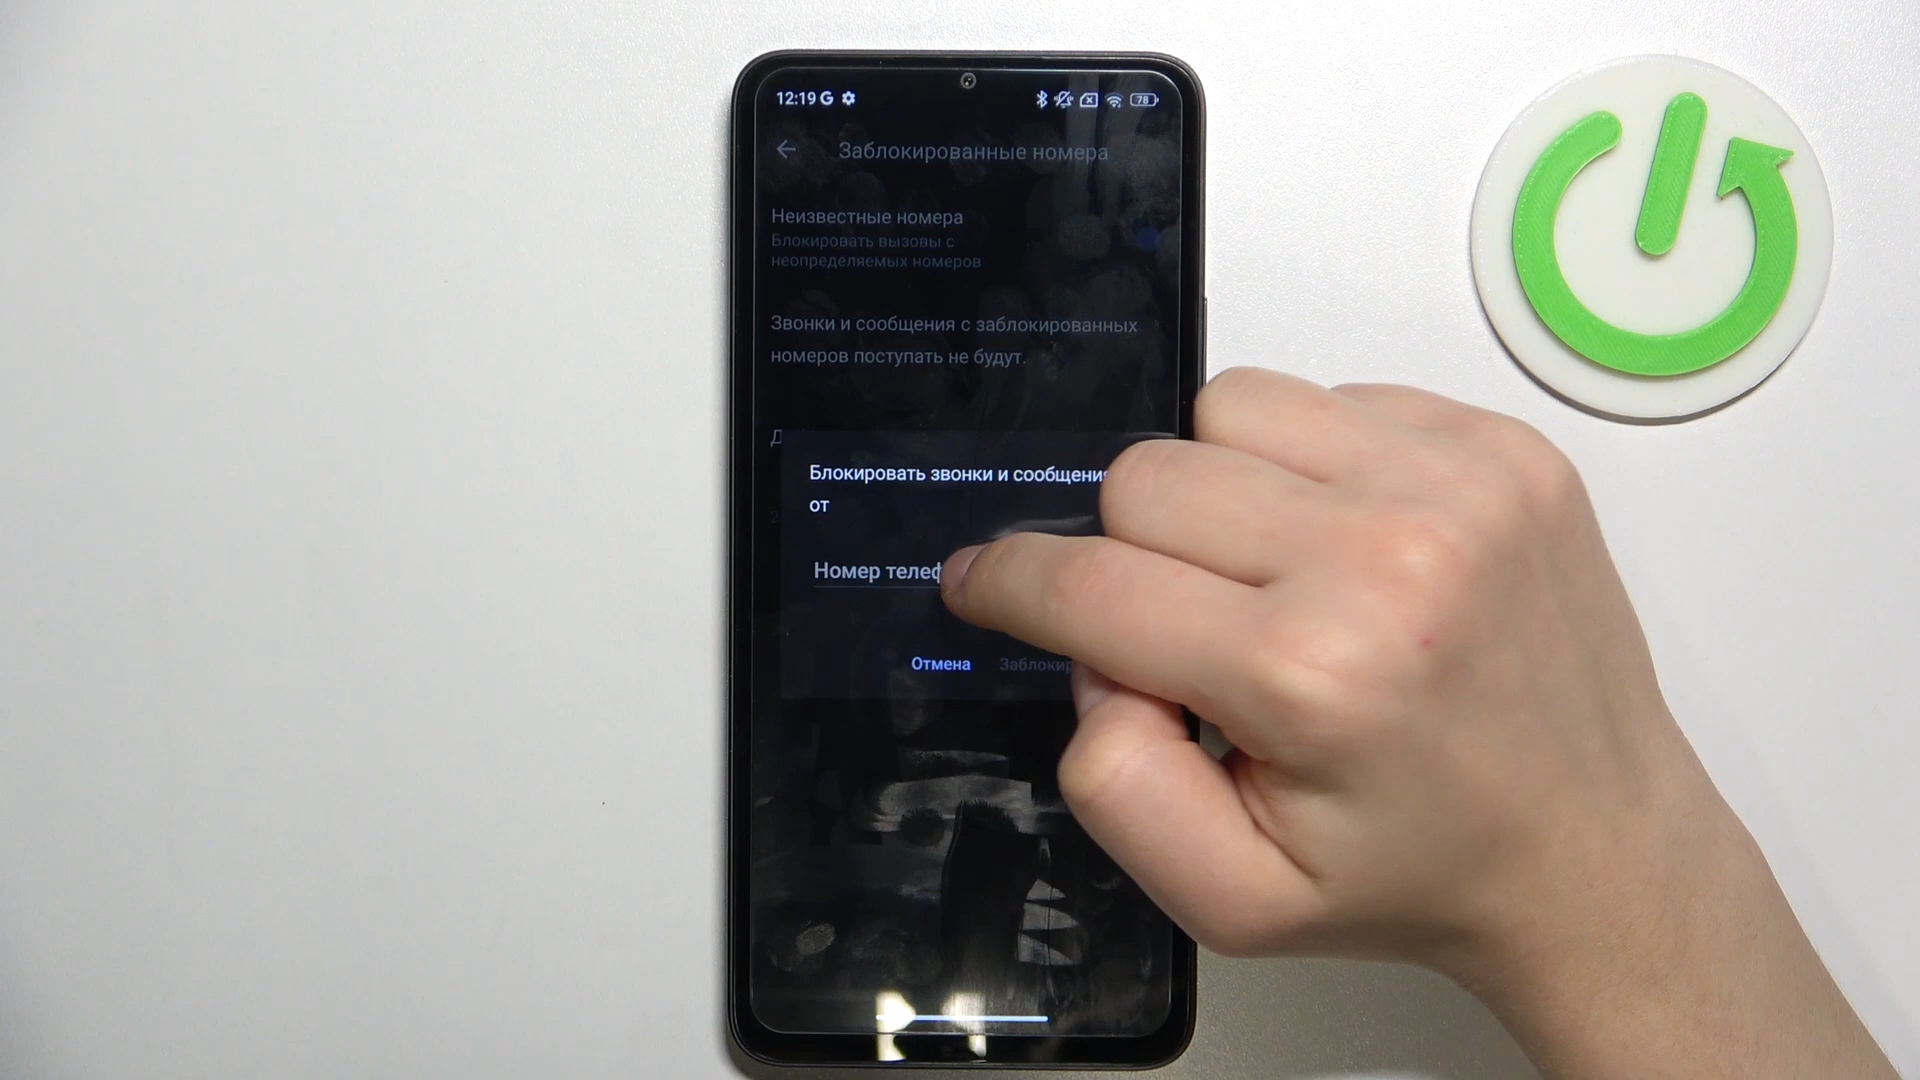 12:19 G
78
Заблокированные номера
Неизвестные номера
Блокировать вызовы с
неопределяемых номеров
Звонки и сообщения с заблокированных
номеров поступать не будут.
Блокировать звонки и сообщения
от
Номер телеф
Отмена Заблокир